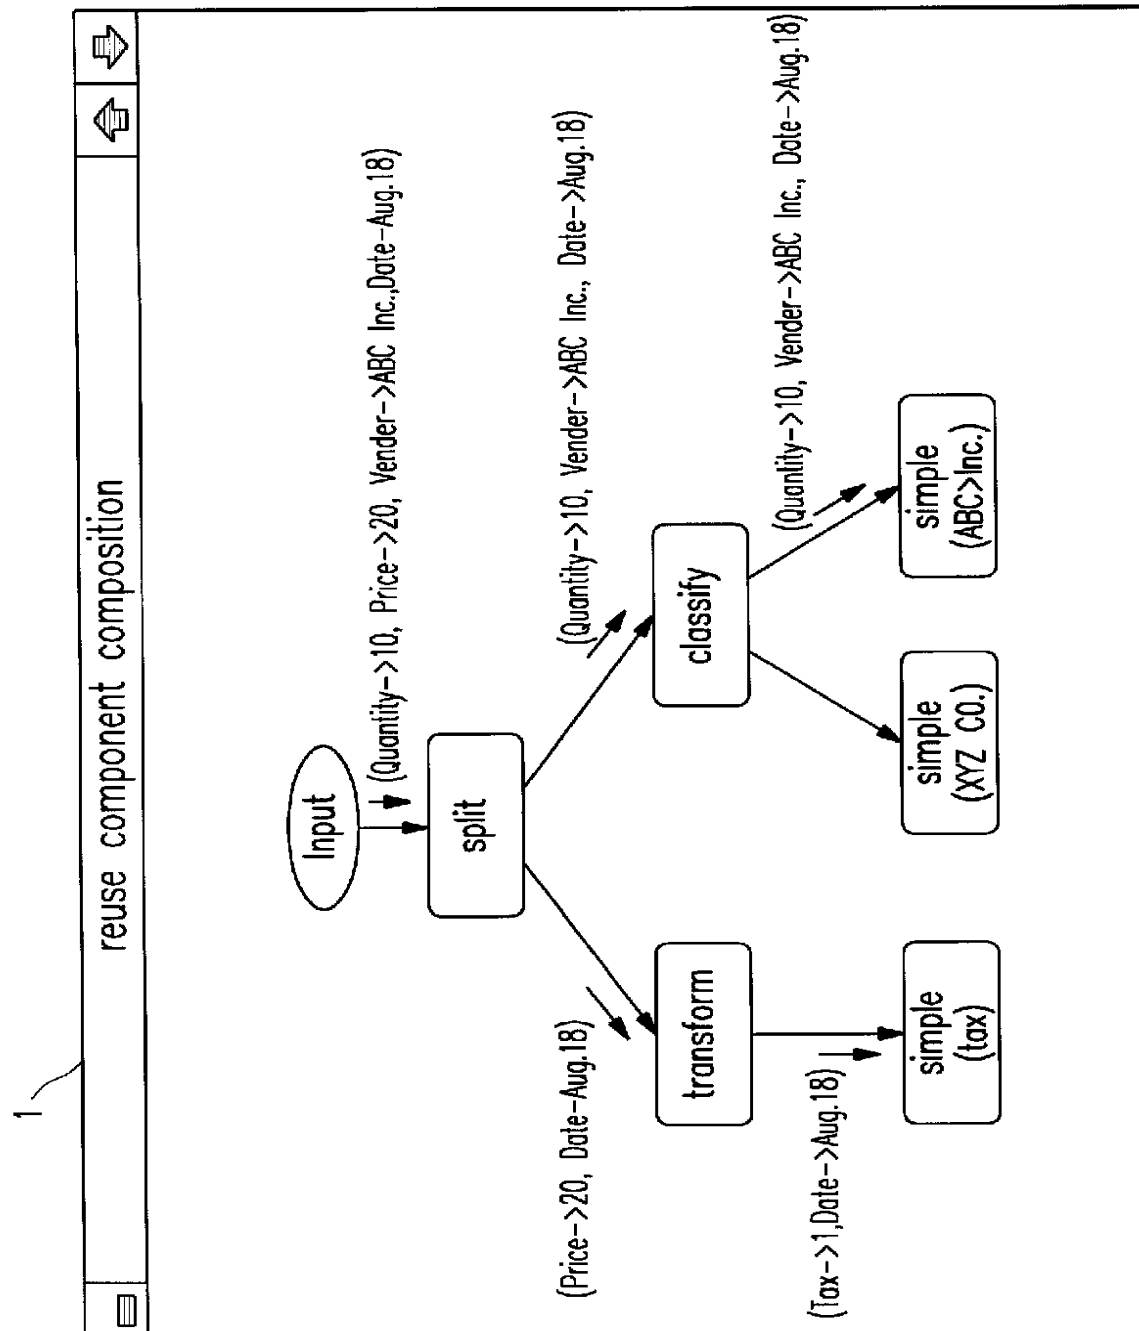 1
reuse component composition
Input
(Quantity->10, Price->20, Vender->ABC Inc.,Date-Aug.18)
split
(Price->20, Date-Aug.18)
(Quantity->10, Vender->ABC Inc., Date->Aug.18)
transform
classify
(Tax->1,Date->Aug.18)
(Quantity->10, Vender->ABC Inc., Date->Aug.18)
simple
(tax)
simple
(XYZ CO.)
simple
(ABC>Inc.)